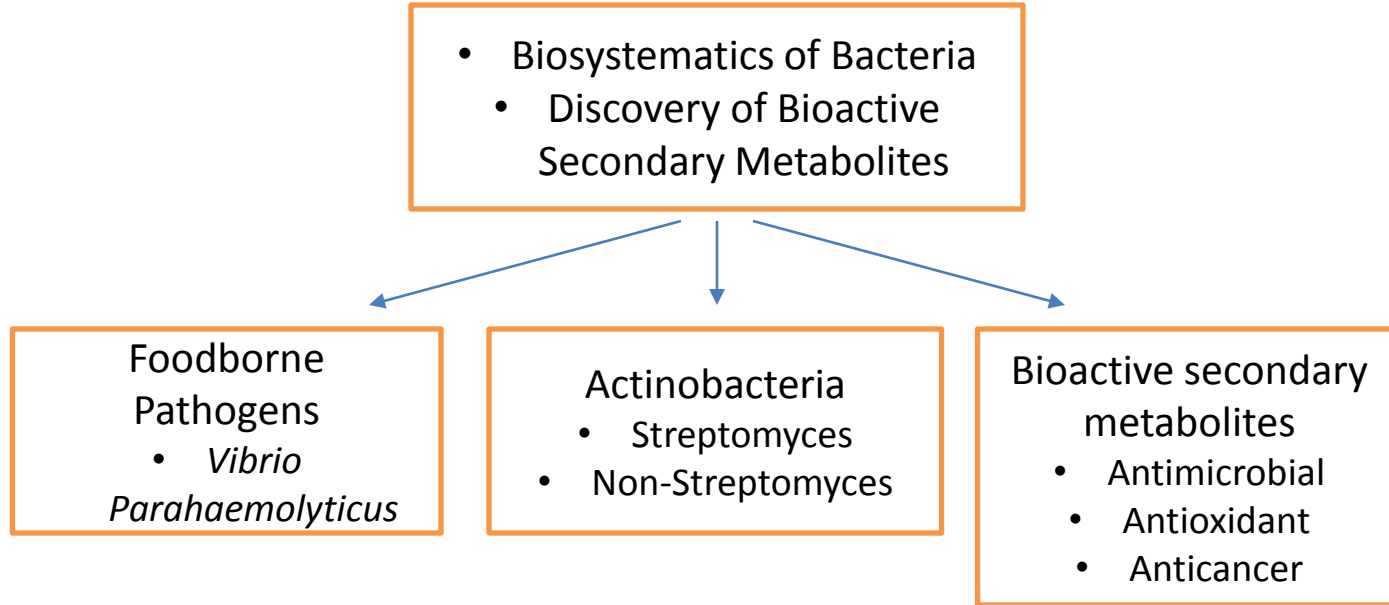 • Biosystematics of Bacteria
• Discovery of Bioactive
Secondary Metabolites
Foodborne
Pathogens
• Vibrio
Parahaemolyticus
Actinobacteria
• Streptomyces
• Non-Streptomyces
Bioactive secondary
metabolites
• Antimicrobial
• Antioxidant
• Anticancer